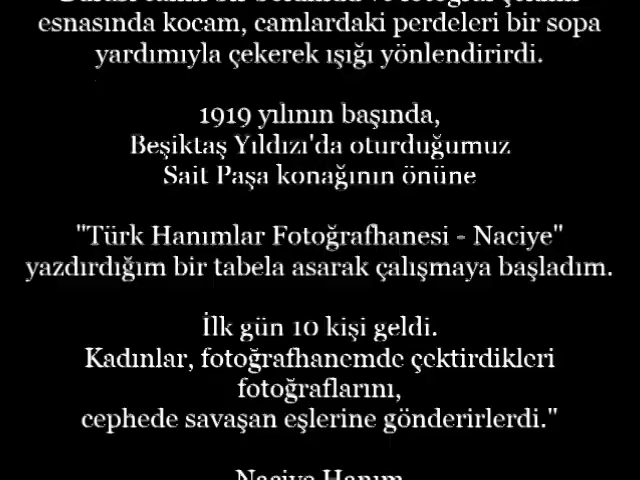 esnasında kocam, camlardaki perdeleri bir sopa
yardımıyla çekerek ışığı yönlendirirdi.
1919 yılının başında,
Beşiktaş Yıldızı'da oturduğumuz
Sait Paşa konağının önüne
"Türk Hanımlar Fotoğrafhanesi - Naciye"
yazdırdığım bir tabela asarak çalışmaya başladım.
İlk gün 10 kişi geldi.
Kadınlar, fotoğrafhanemde çektirdikleri
fotoğraflarını,
cephede savaşan eşlerine gönderirlerdi."
Naciye Hanım